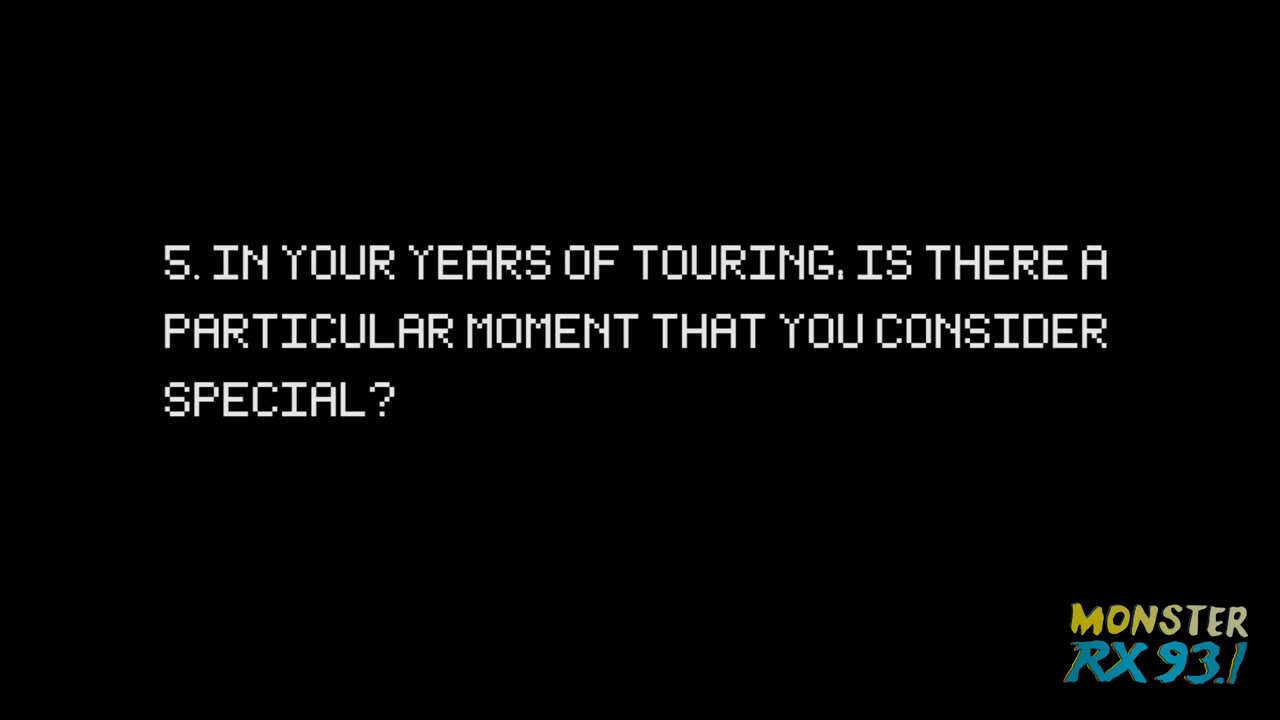 5. IN YOUR YEARS OF TOURING, IS THERE A
PARTICULAR MOMENT THAT YOU CONSIDER
SPECIAL?
MONSTER
RX 93.1